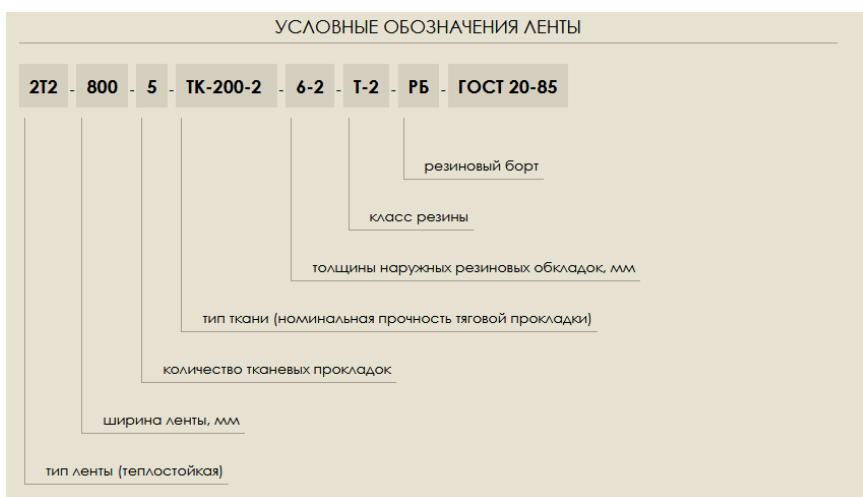 УСЛОВНЫЕ ОБОЗНАЧЕНИЯ ЛЕНТЫ
2Т2 - 800 - 5 - ТК-200-2 - 6-2 - Т-2 - РБ - ГОСТ 20-85
резиновый борт
класс резины
толщины наружных резиновых обкладок, мм
тип ткани (номинальная прочность тяговой прокладки)
количество тканевых прокладок
ширина ленты, мм
тип ленты (теплостойкая)